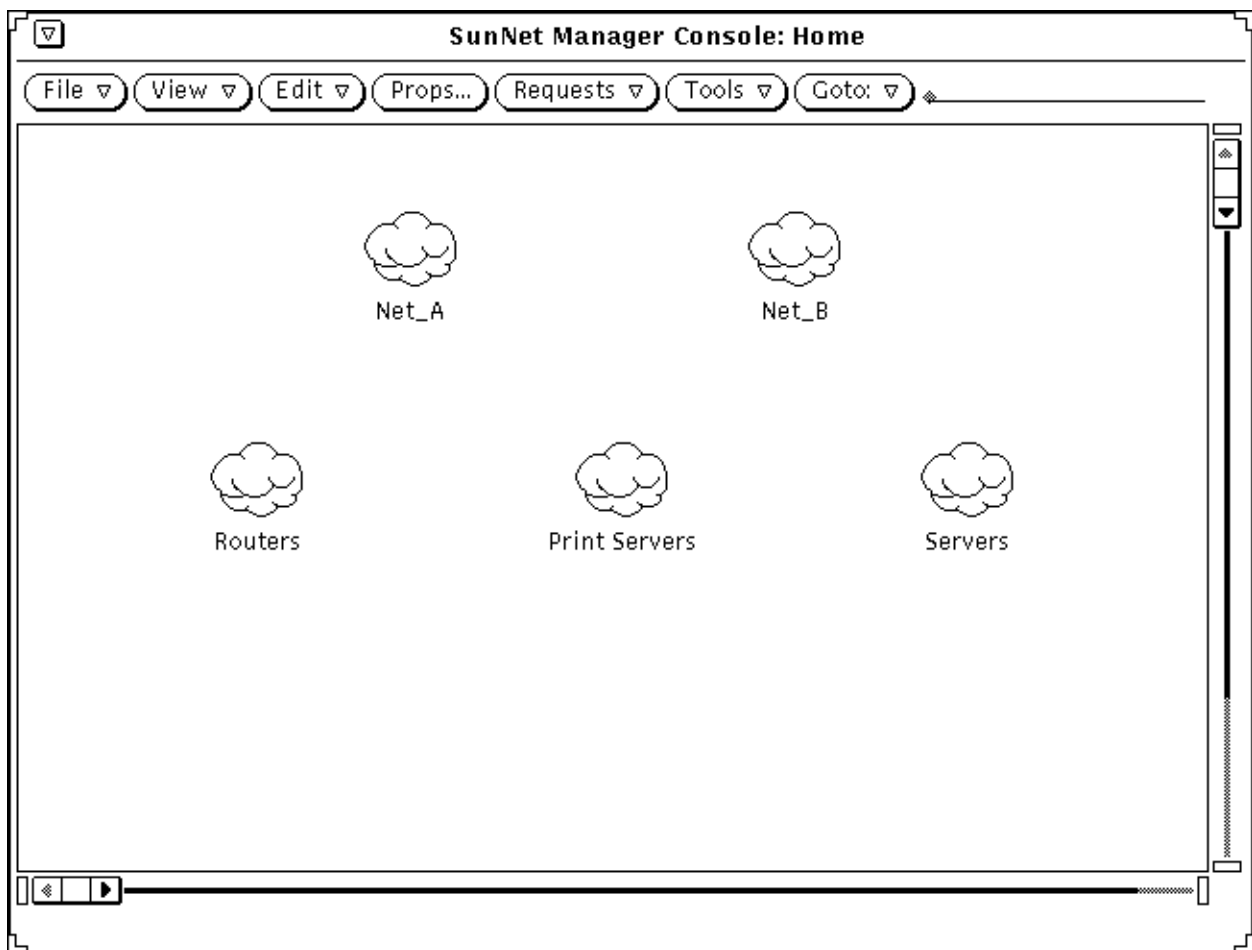 SunNet Manager Console: Home
File View Edit Props... Requests Tools Goto:
Net_A Net_B
Routers Print Servers Servers